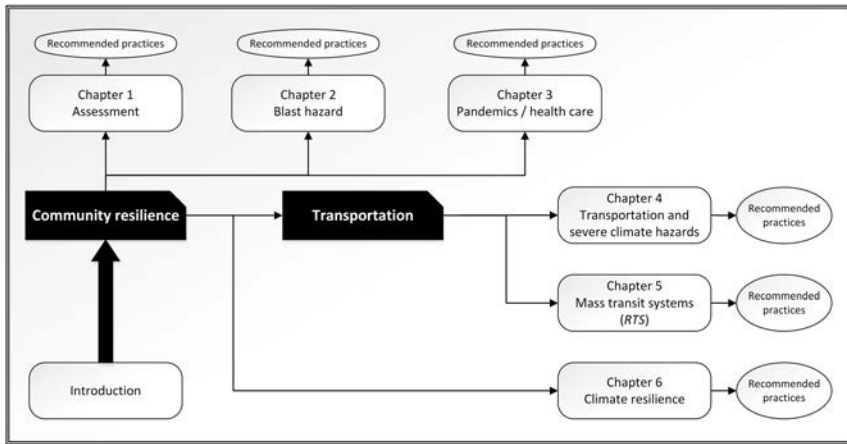 Recommended practices
Recommended practices
Recommended practices
Chapter 1
Assessment
Chapter 2
Blast hazard
Chapter 3
Pandemics / health care
Community resilience
Transportation
Chapter 4
Transportation and
severe climate hazards
Recommended
practices
Chapter 5
Mass transit systems
(RTS)
Recommended
practices
Introduction
Chapter 6
Climate resilience
Recommended
practices